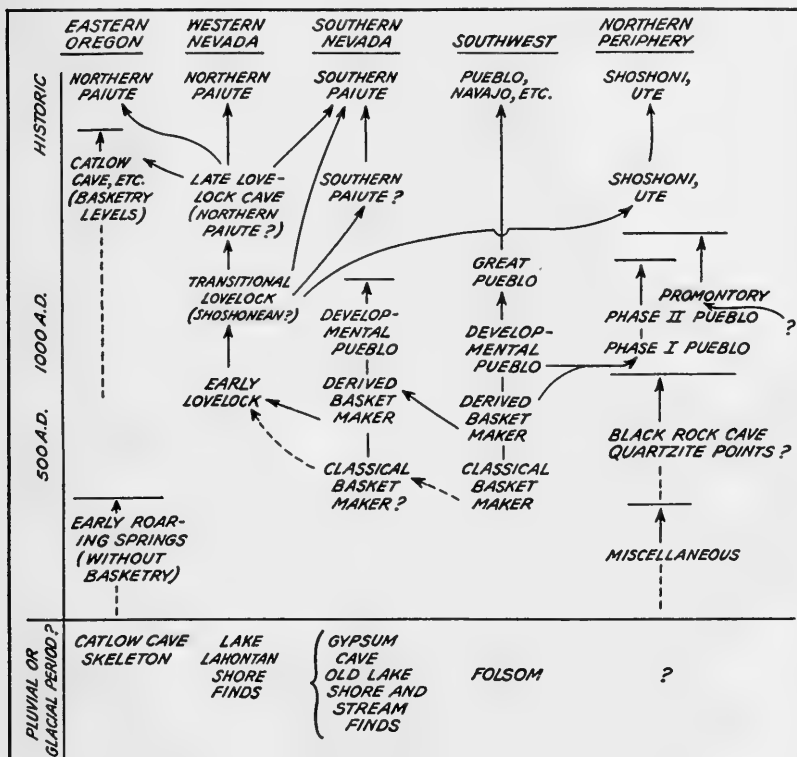 EASTERN
OREGON
WESTERN
NEVADA
SOUTHERN
NEVADA
SOUTHWEST
NORTHERN
PERIPHERY
HISTORIC
1000 A.D.
500 A.D.
PLUVIAL OR
GLACIAL PERIOD?
NORTHERN
PAIUTE
CATLOW
CAVE, ETC.
(BASKETRY
LEVELS)
EARLY ROAR-
ING SPRINGS
(WITHOUT
BASKETRY)
CATLOW CAVE
SKELETON
NORTHERN
PAIUTE
LATE LOVE-
LOCK CAVE
(NORTHERN
PAIUTE?)
TRANSITIONAL
LOVELOCK
(SHOSHONEAN?)
EARLY
LOVELOCK
LAKE
LAHONTAN
SHORE
FINDS
SOUTHERN
PAIUTE
SOUTHERN
PAIUTE?
DEVELOP-
MENTAL
PUEBLO
DERIVED
BASKET
MAKER
CLASSICAL
BASKET
MAKER?
GYPSUM
CAVE
OLD LAKE
SHORE AND
STREAM
FINDS
PUEBLO,
NAVAJO, ETC.
GREAT
PUEBLO
DEVELOP-
MENTAL
PUEBLO
DERIVED
BASKET
MAKER
CLASSICAL
BASKET
MAKER
FOLSOM
SHOSHONI,
UTE
SHOSHONI,
UTE
PROMONTORY
?
PHASE II PUEBLO
PHASE I PUEBLO
BLACK ROCK CAVE
QUARTZITE POINTS?
MISCELLANEOUS
?